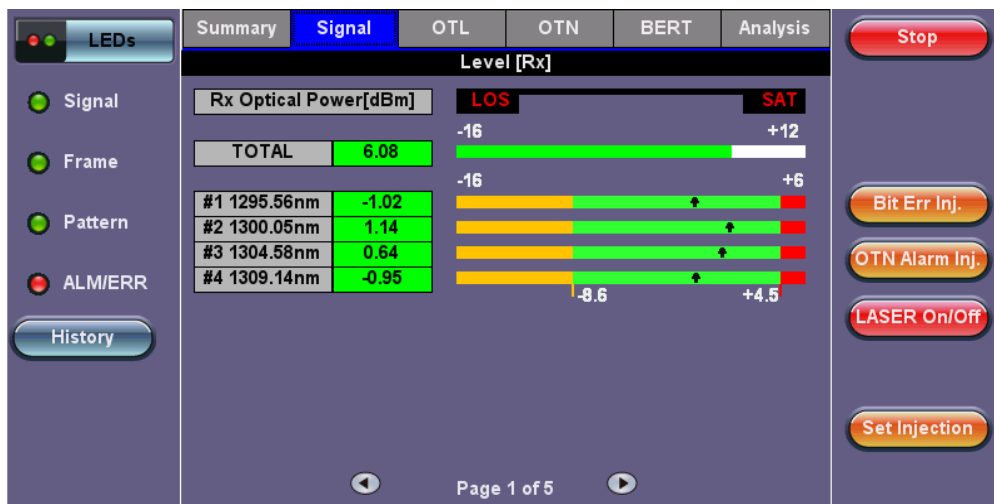 LEDs
Summary Signal OTL OTN BERT Analysis
Stop
Level [Rx]
Signal
Rx Optical Power[dBm] LOS SAT
-16 +12
Frame
TOTAL 6.08
-16 +6
#1 1295.56nm -1.02
Bit Err Inj.
Pattern
#2 1300.05nm 1.14
#3 1304.58nm 0.64
OTN Alarm Inj.
ALM/ERR
#4 1309.14nm -0.95
-8.6 +4.5
LASER On/Off
History
Set Injection
Page 1 of 5